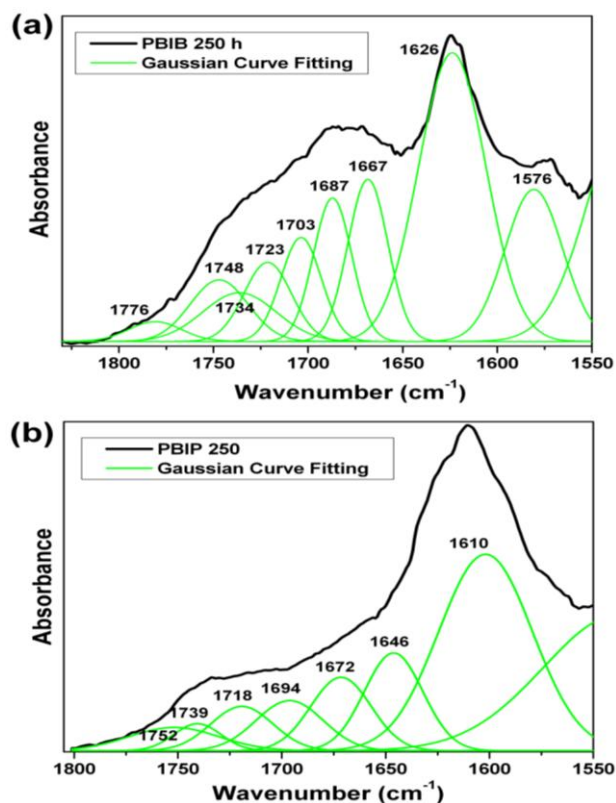 (a)
PBIB 250 h
Gaussian Curve Fitting
1626
1576
1667
1687
1703
1723
1748
1734
1776
Absorbance
1800 1750 1700 1650 1600 1550
Wavenumber (cm⁻¹)
(b)
PBIP 250
Gaussian Curve Fitting
1610
1646
1672
1694
1718
1739
1752
Absorbance
1800 1750 1700 1650 1600 1550
Wavenumber (cm⁻¹)